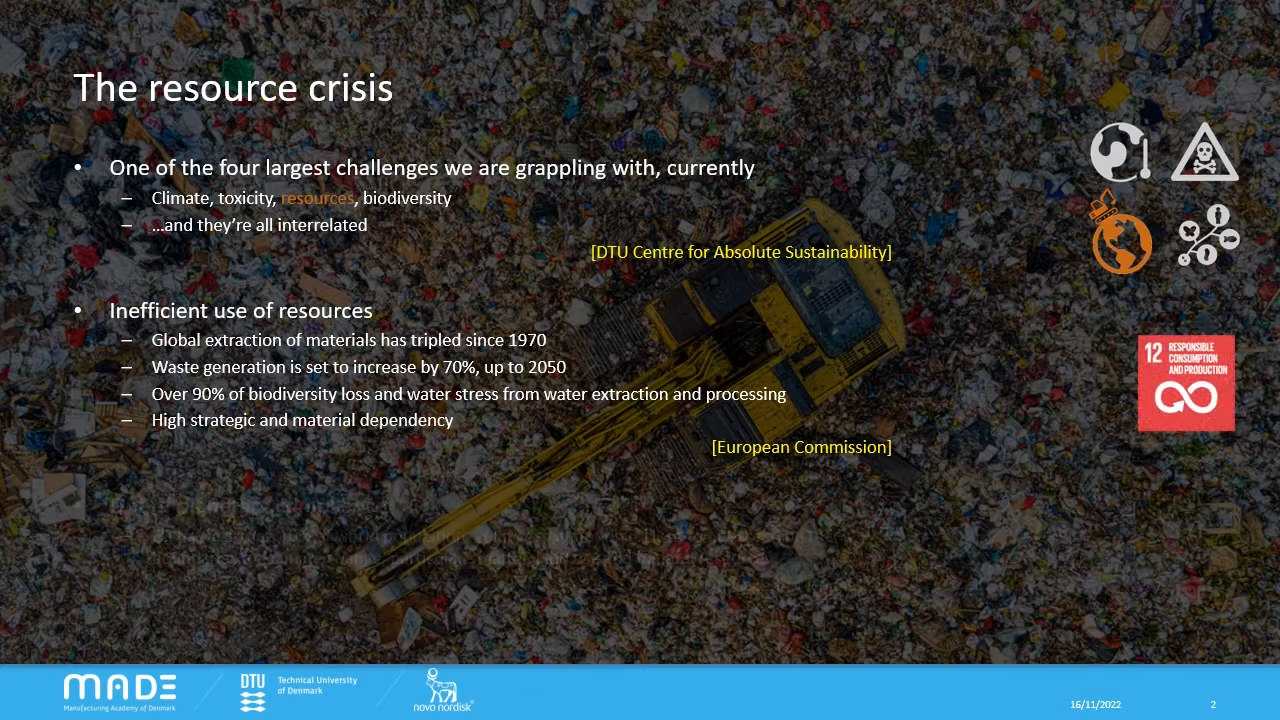 The resource crisis
• One of the four largest challenges we are grappling with, currently
– Climate, toxicity, resources, biodiversity
– …and they’re all interrelated
[DTU Centre for Absolute Sustainability]
• Inefficient use of resources
– Global extraction of materials has tripled since 1970
– Waste generation is set to increase by 70%, up to 2050
– Over 90% of biodiversity loss and water stress from water extraction and processing
– High strategic and material dependency
[European Commission]
12 RESPONSIBLE
CONSUMPTION
AND PRODUCTION
MADE
Manufacturing Academy of Denmark
DTU
Technical University
of Denmark
novo nordisk®
16/11/2022
2